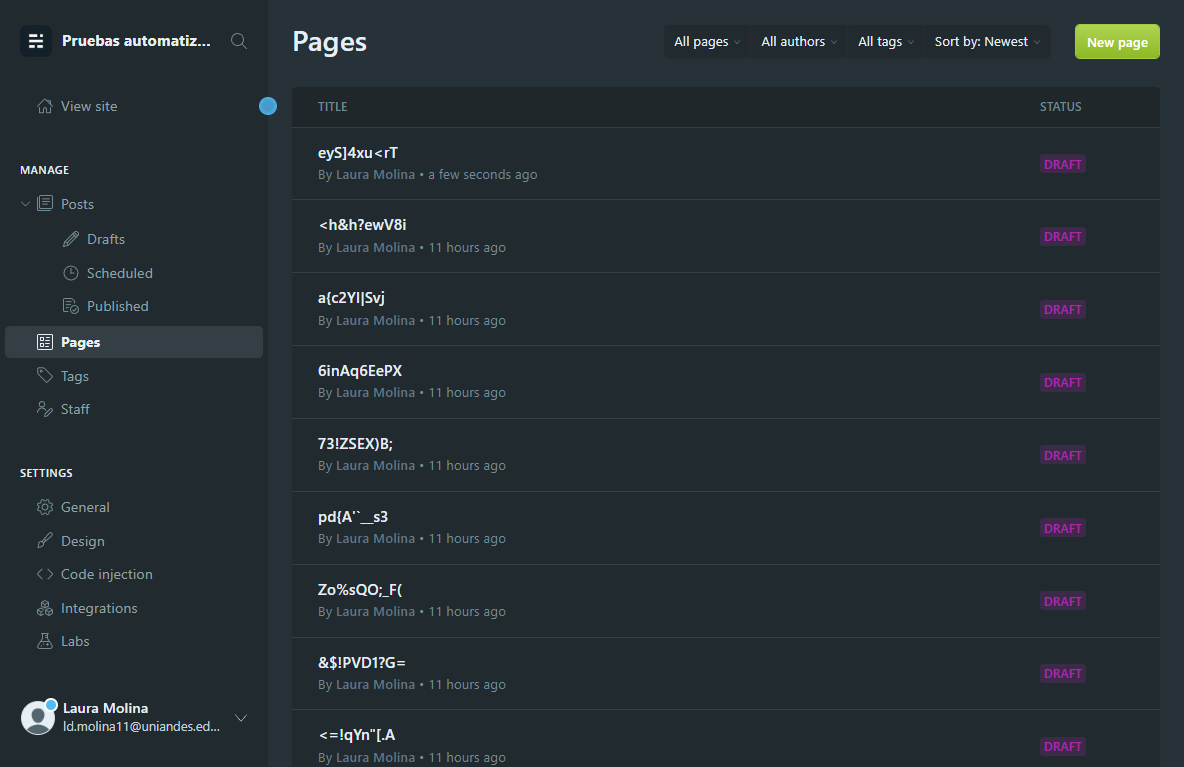 Pruebas automatiz...
View site
MANAGE
Posts
Drafts
Scheduled
Published
Pages
Tags
Staff
SETTINGS
General
Design
Code injection
Integrations
Labs
Laura Molina
ld.molina11@uniandes.ed...
Pages
All pages
All authors
All tags
Sort by: Newest
New page
TITLE STATUS
eyS]4xu<rT
By Laura Molina • a few seconds ago
DRAFT
<h&h?ewV8i
By Laura Molina • 11 hours ago
DRAFT
a{c2YI|Svj
By Laura Molina • 11 hours ago
DRAFT
6inAq6EePX
By Laura Molina • 11 hours ago
DRAFT
73!ZSEX)B;
By Laura Molina • 11 hours ago
DRAFT
pd{A'`__s3
By Laura Molina • 11 hours ago
DRAFT
Zo%sQO;_F(
By Laura Molina • 11 hours ago
DRAFT
&$!PVD1?G=
By Laura Molina • 11 hours ago
DRAFT
<=!qYn"[.A
By Laura Molina • 11 hours ago
DRAFT